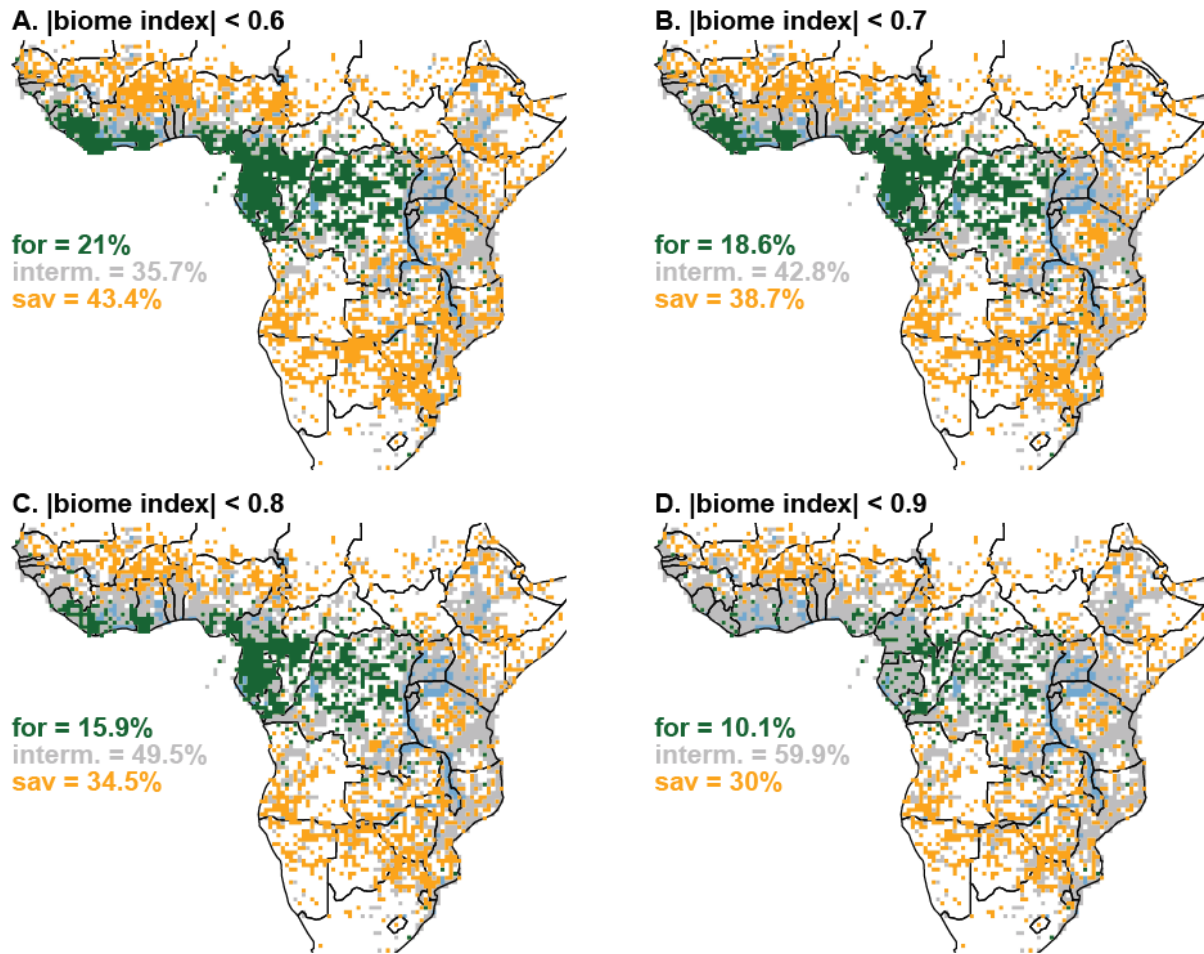 A. |biome index| < 0.6
for = 21%
interm. = 35.7%
sav = 43.4%
B. |biome index| < 0.7
for = 18.6%
interm. = 42.8%
sav = 38.7%
C. |biome index| < 0.8
for = 15.9%
interm. = 49.5%
sav = 34.5%
D. |biome index| < 0.9
for = 10.1%
interm. = 59.9%
sav = 30%